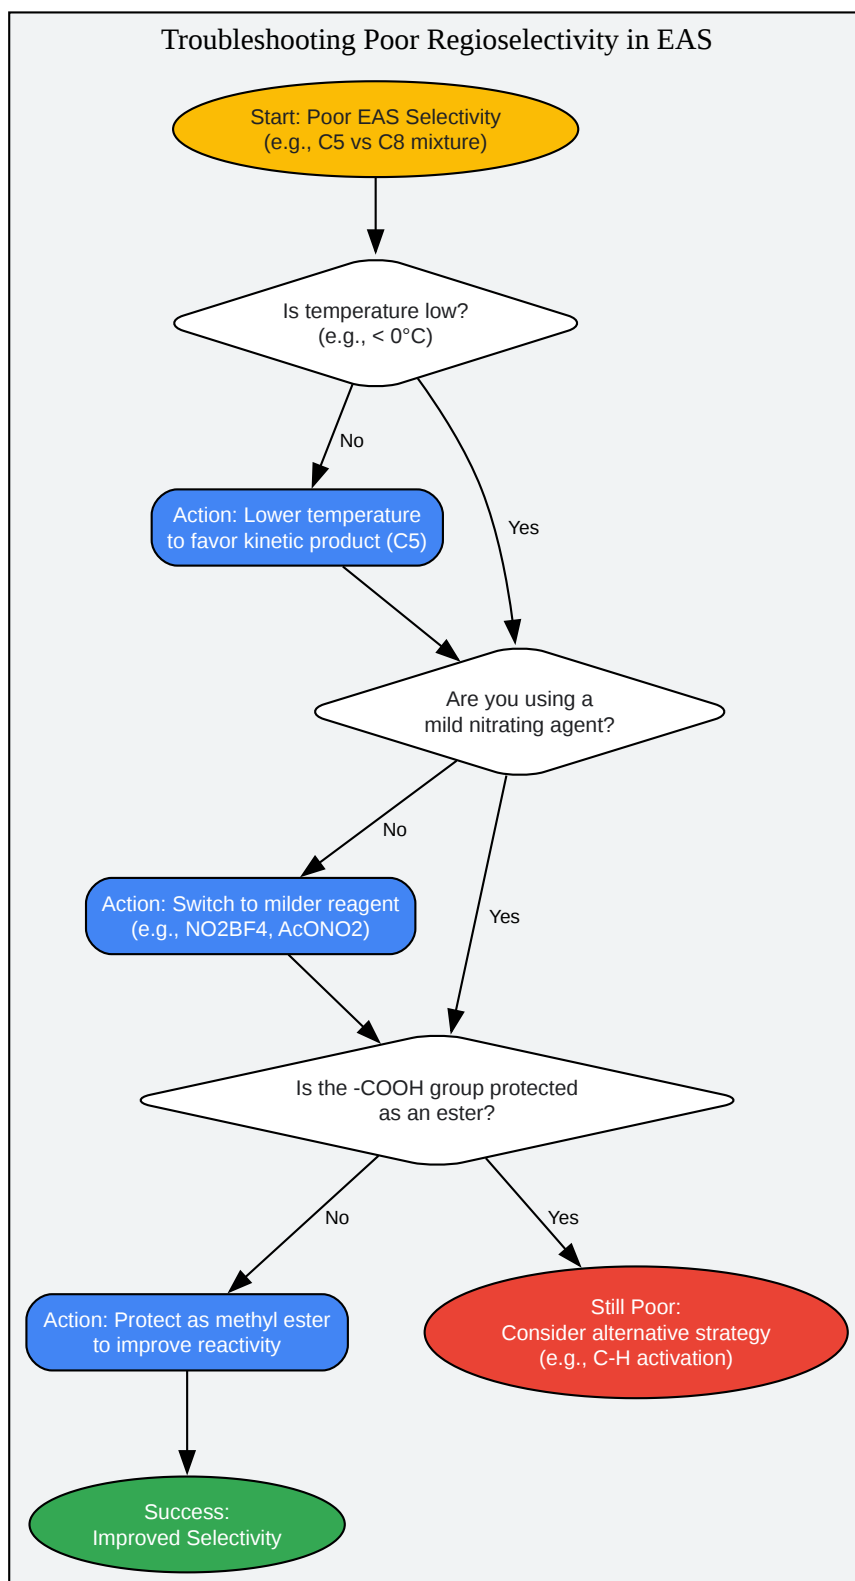 Troubleshooting Poor Regioselectivity in EAS
Start: Poor EAS Selectivity
(e.g., C5 vs C8 mixture)
Is temperature low?
(e.g., < 0°C)
No
Action: Lower temperature
to favor kinetic product (C5)
Yes
Are you using a
mild nitrating agent?
No
Action: Switch to milder reagent
(e.g., NO2BF4, AcONO2)
Yes
Is the -COOH group protected
as an ester?
No
Yes
Action: Protect as methyl ester
to improve reactivity
Still Poor:
Consider alternative strategy
(e.g., C-H activation)
Success:
Improved Selectivity